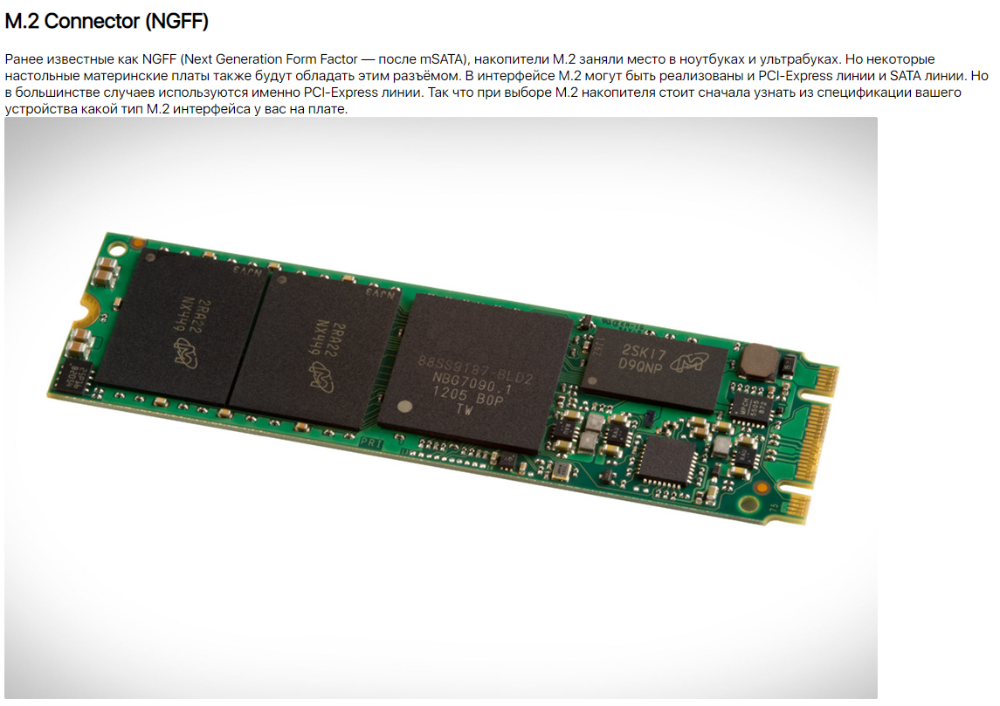 M.2 Connector (NGFF)
Ранее известные как NGFF (Next Generation Form Factor — после mSATA), накопители M.2 заняли место в ноутбуках и ультрабуках. Но некоторые
настольные материнские платы также будут обладать этим разъёмом. В интерфейсе M.2 могут быть реализованы и PCI-Express линии и SATA линии. Но
в большинстве случаев используются именно PCI-Express линии. Так что при выборе M.2 накопителя стоит сначала узнать из спецификации вашего
устройства какой тип M.2 интерфейса у вас на плате.
NJV3
2RA22
NX449
NJV3
2RA22
NX449
88SS9187-BLD2
NBG7090.1
1205 B0P
TW
2SK17
D9QNP
PRI
75